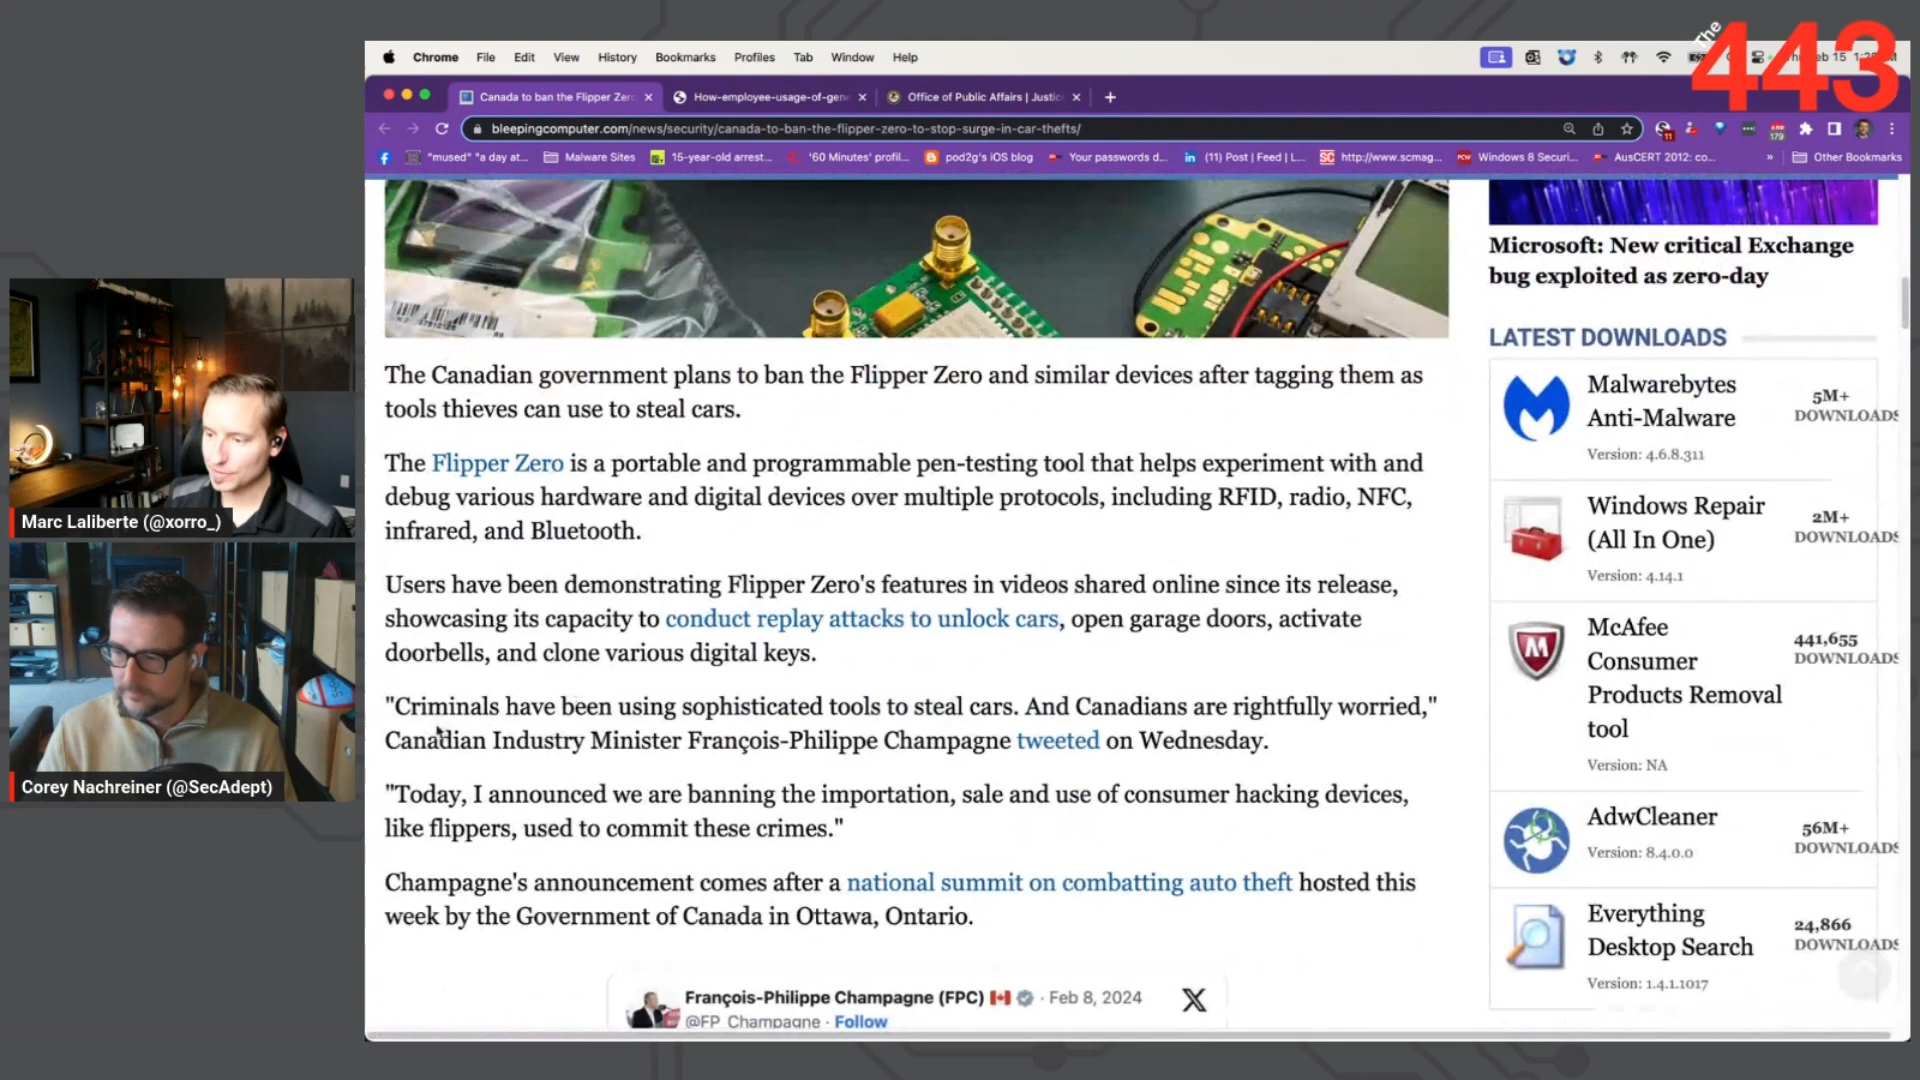 The 443
Chrome File Edit View History Bookmarks Profiles Tab Window Help
Canada to ban the Flipper Zero
How-employee-usage-of-gene
Office of Public Affairs | Justic
bleepingcomputer.com/news/security/canada-to-ban-the-flipper-zero-to-stop-surge-in-car-thefts/
11
179
"mused" "a day at...
Malware Sites
15-year-old arrest...
'60 Minutes' profil...
pod2g's iOS blog
Your passwords d...
(11) Post | Feed | L...
http://www.scmag...
Windows 8 Securi...
AusCERT 2012: co...
»
Other Bookmarks
Microsoft: New critical Exchange
bug exploited as zero-day
The Canadian government plans to ban the Flipper Zero and similar devices after tagging them as
tools thieves can use to steal cars.
The Flipper Zero is a portable and programmable pen-testing tool that helps experiment with and
debug various hardware and digital devices over multiple protocols, including RFID, radio, NFC,
infrared, and Bluetooth.
Users have been demonstrating Flipper Zero's features in videos shared online since its release,
showcasing its capacity to conduct replay attacks to unlock cars, open garage doors, activate
doorbells, and clone various digital keys.
"Criminals have been using sophisticated tools to steal cars. And Canadians are rightfully worried,"
Canadian Industry Minister François-Philippe Champagne tweeted on Wednesday.
"Today, I announced we are banning the importation, sale and use of consumer hacking devices,
like flippers, used to commit these crimes."
Champagne's announcement comes after a national summit on combatting auto theft hosted this
week by the Government of Canada in Ottawa, Ontario.
François-Philippe Champagne (FPC) · Feb 8, 2024
@FP_Champagne · Follow
LATEST DOWNLOADS
Malwarebytes
Anti-Malware
Version: 4.6.8.311
5M+
DOWNLOADS
Windows Repair
(All In One)
Version: 4.14.1
2M+
DOWNLOADS
McAfee
Consumer
Products Removal
tool
Version: NA
441,655
DOWNLOADS
AdwCleaner
Version: 8.4.0.0
56M+
DOWNLOADS
Everything
Desktop Search
Version: 1.4.1.1017
24,866
DOWNLOADS
Marc Laliberte (@xorro_)
Corey Nachreiner (@SecAdept)